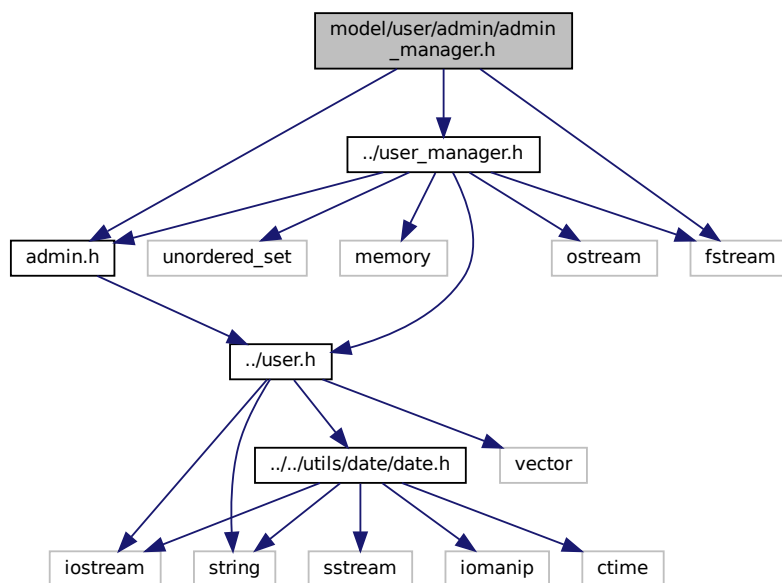 model/user/admin/admin
_manager.h
../user_manager.h
admin.h
unordered_set
memory
ostream
fstream
../user.h
../../utils/date/date.h
vector
iostream
string
sstream
iomanip
ctime